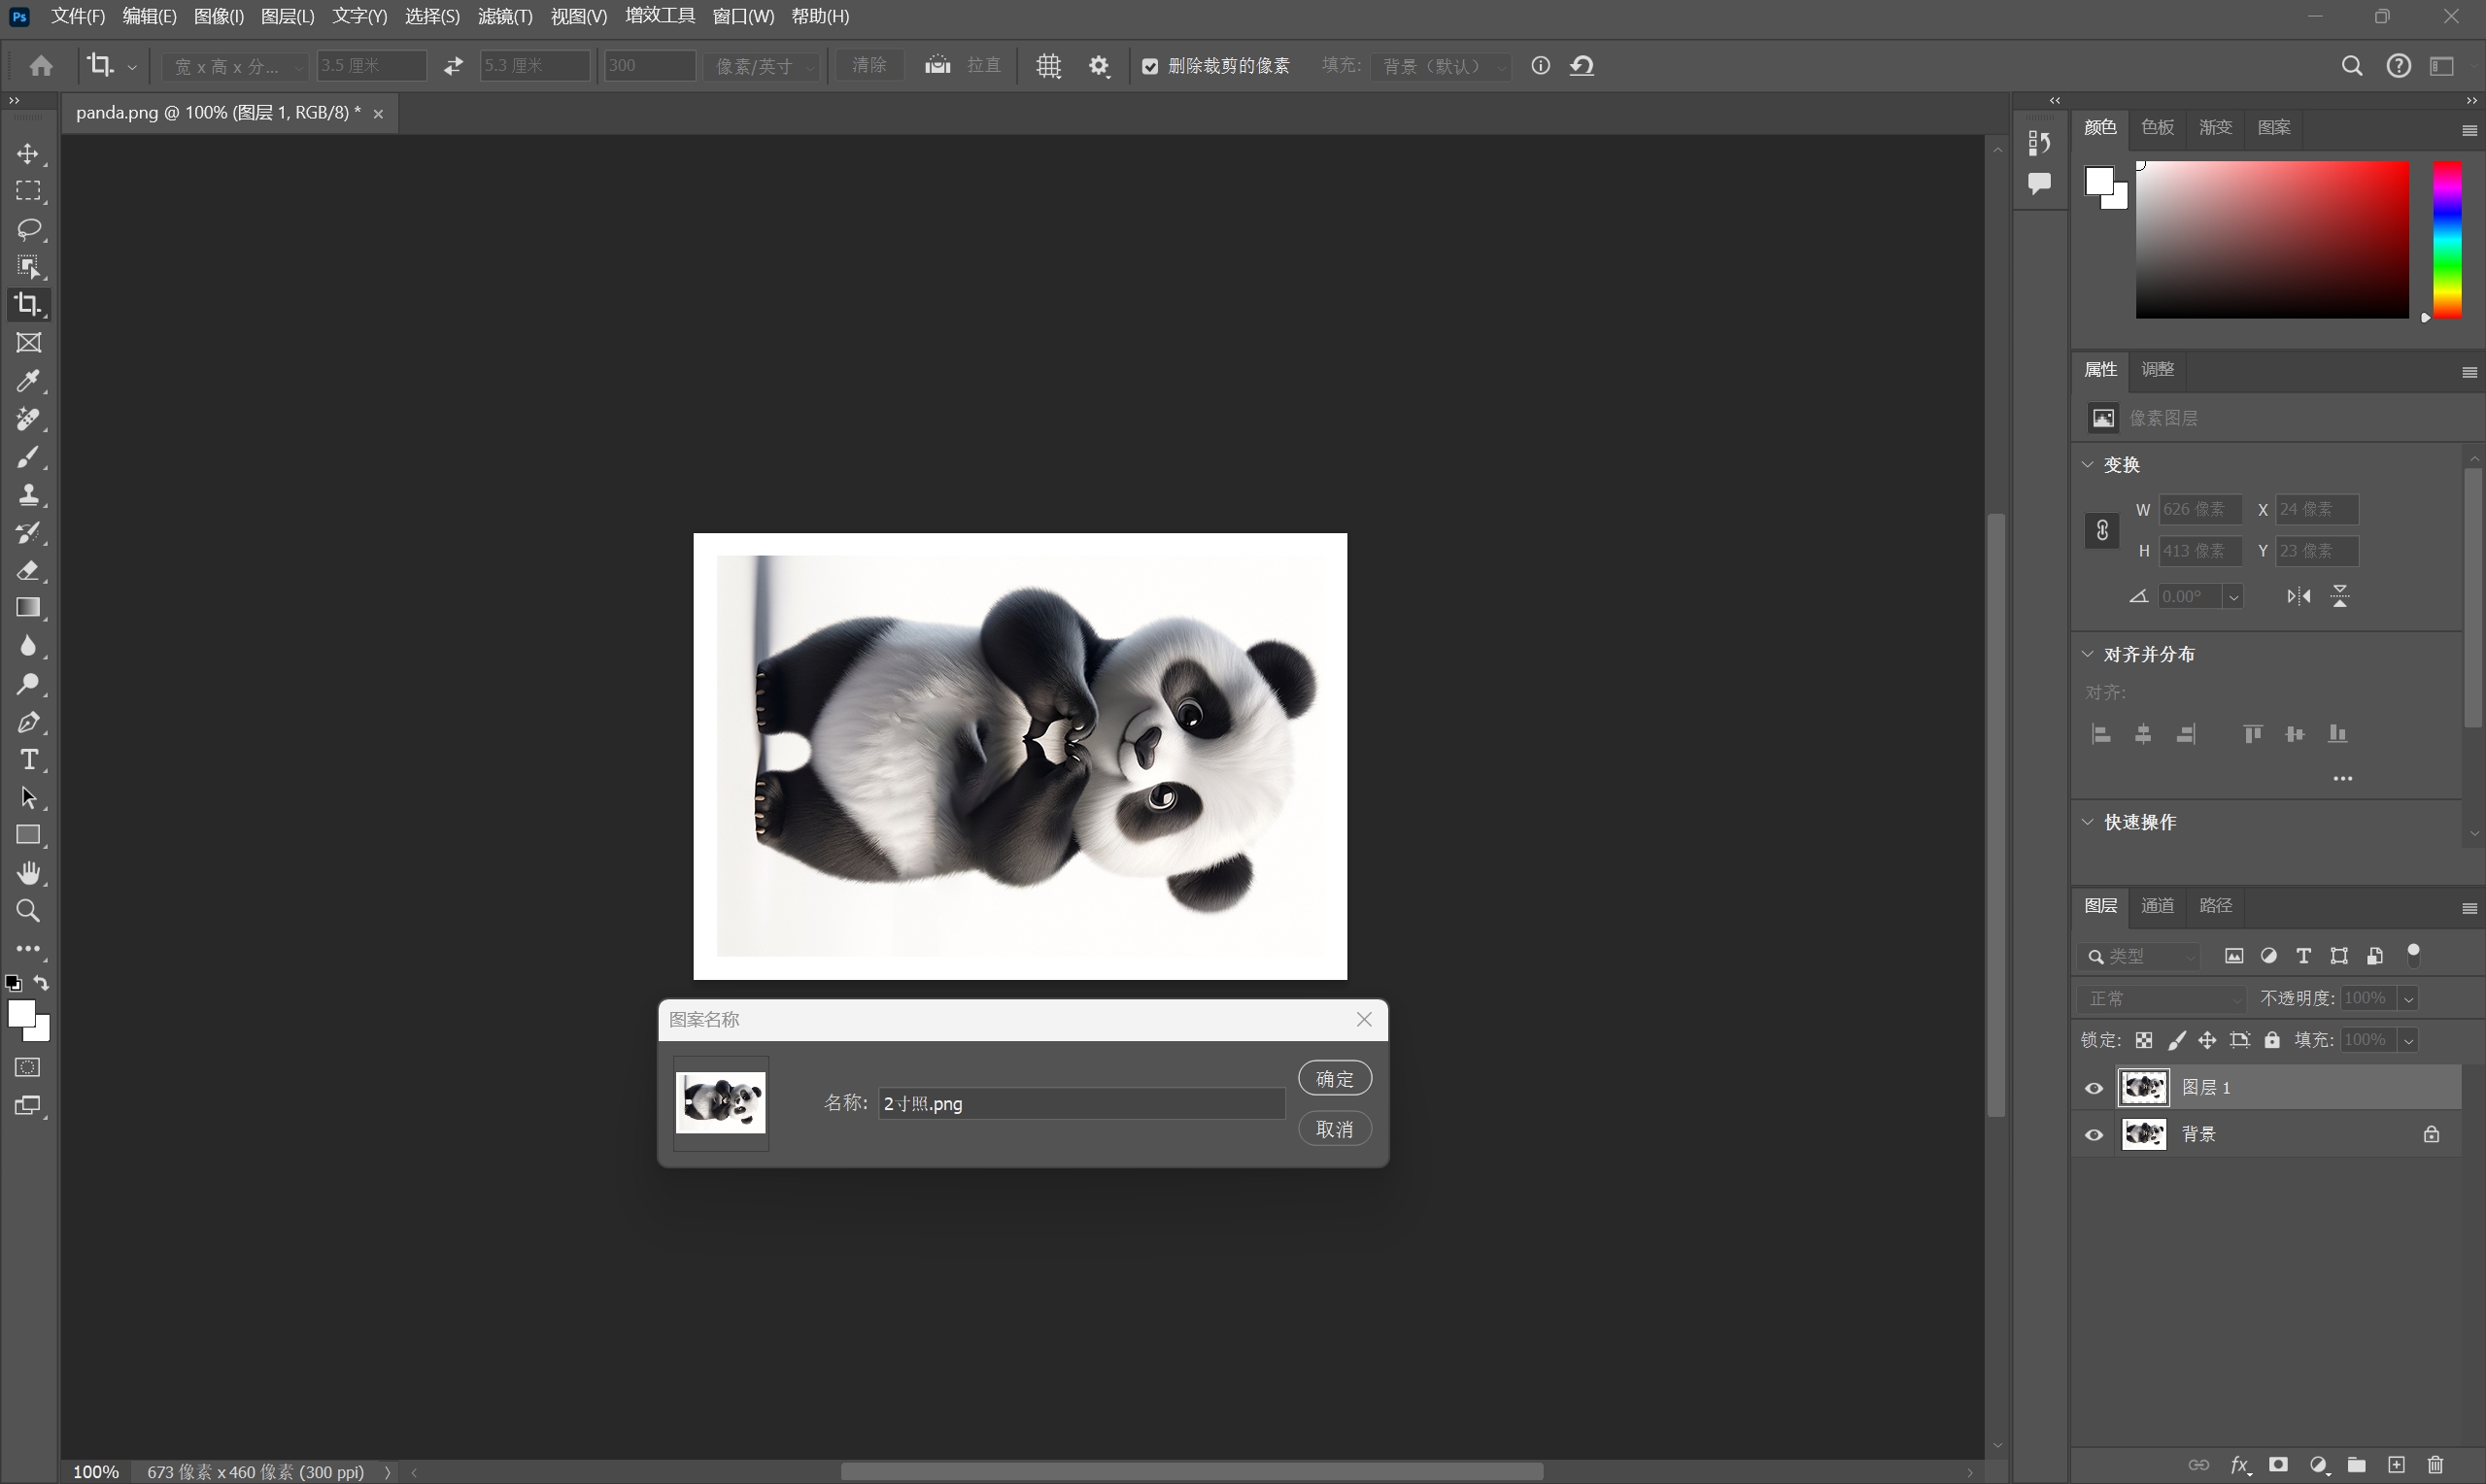 Ps 文件(F) 编辑(E) 图像(I) 图层(L) 文字(Y) 选择(S) 滤镜(T) 视图(V) 增效工具 窗口(W) 帮助(H)
宽 x 高 x 分... 3.5 厘米 5.3 厘米 300 像素/英寸 清除 拉直 删除裁剪的像素 填充: 背景（默认）
panda.png @ 100% (图层 1, RGB/8) *
颜色 色板 渐变 图案
属性 调整
像素图层
变换
W 626 像素 X 24 像素
H 413 像素 Y 23 像素
0.00°
对齐并分布
对齐:
快速操作
图层 通道 路径
类型
正常 不透明度: 100%
锁定: 填充: 100%
图层 1
背景
图案名称
名称: 2寸照.png
确定
取消
100% 673 像素 x 460 像素 (300 ppi)
fx